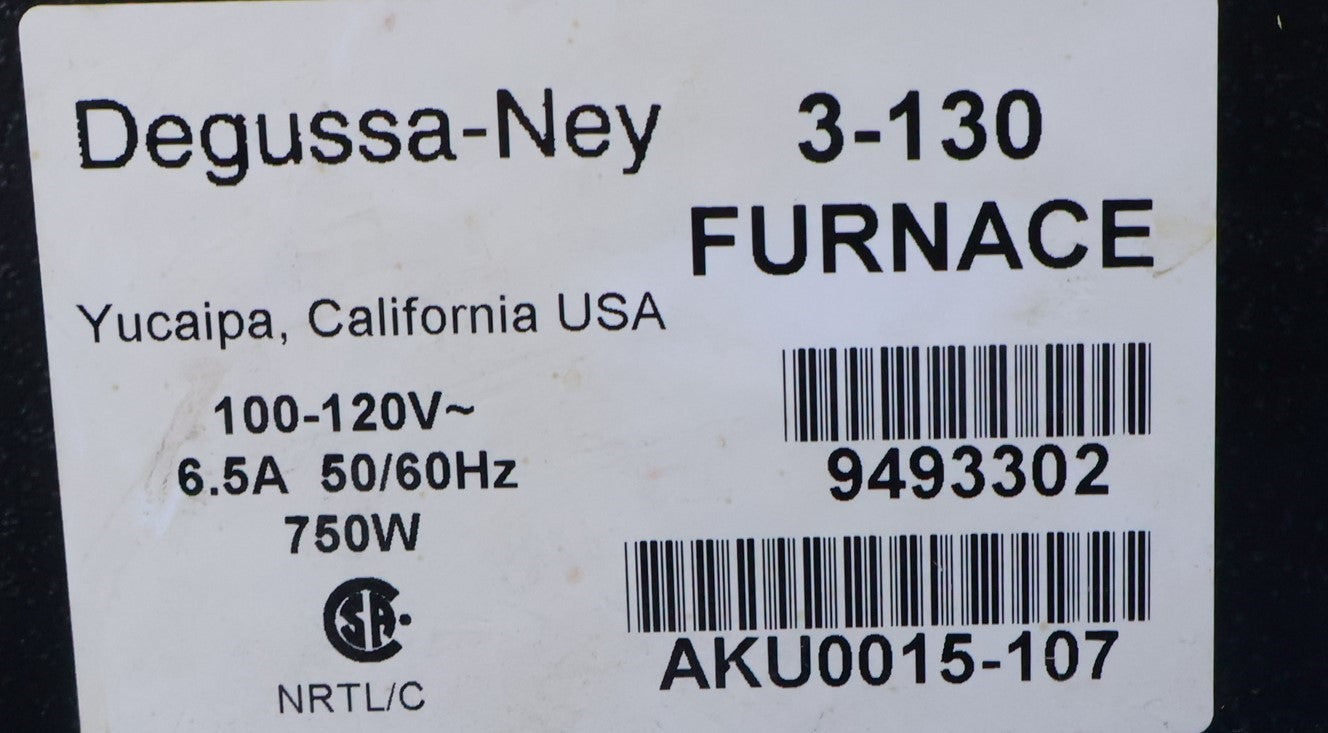 Degussa-Ney 3-130
FURNACE
Yucaipa, California USA
100-120V~
6.5A 50/60Hz
750W
9493302
CSA
NRTL/C
AKU0015-107